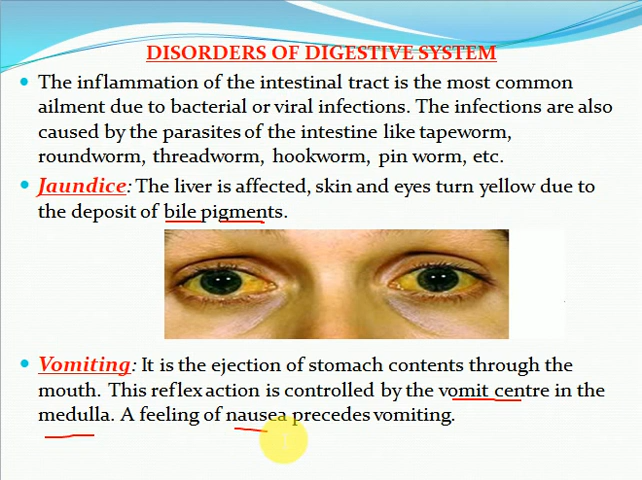 DISORDERS OF DIGESTIVE SYSTEM
The inflammation of the intestinal tract is the most common
ailment due to bacterial or viral infections. The infections are also
caused by the parasites of the intestine like tapeworm,
roundworm, threadworm, hookworm, pin worm, etc.
Jaundice: The liver is affected, skin and eyes turn yellow due to
the deposit of bile pigments.
Vomiting: It is the ejection of stomach contents through the
mouth. This reflex action is controlled by the vomit centre in the
medulla. A feeling of nausea precedes vomiting.